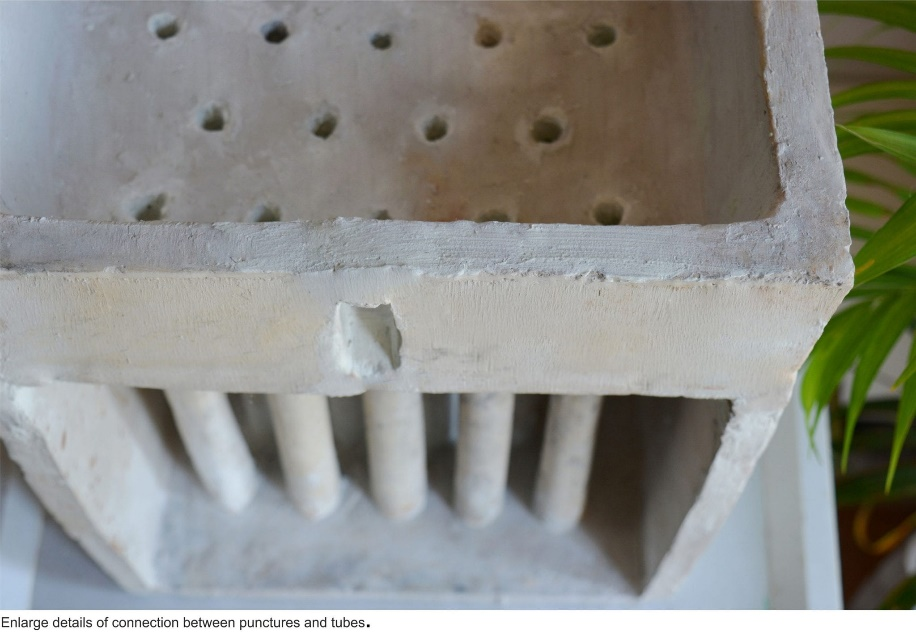 Enlarge details of connection between punctures and tubes.